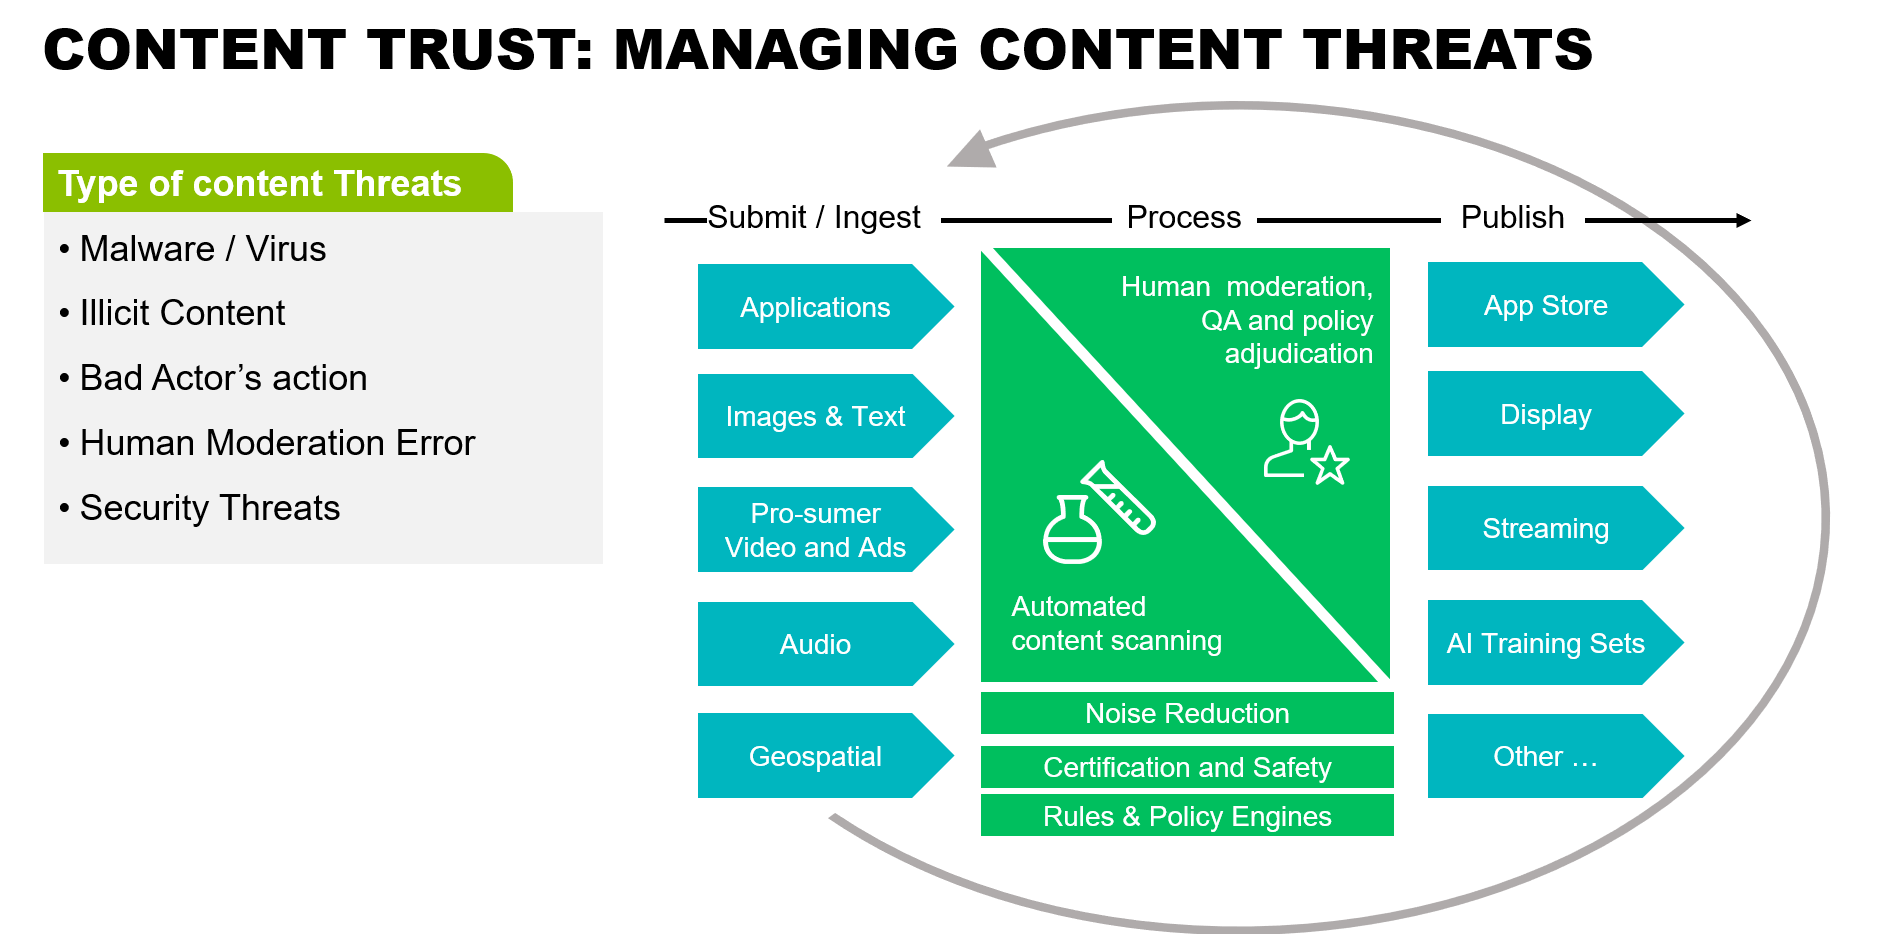 CONTENT TRUST: MANAGING CONTENT THREATS
Type of content Threats
• Malware / Virus
• Illicit Content
• Bad Actor’s action
• Human Moderation Error
• Security Threats
Submit / Ingest
Process
Publish
Applications
Images & Text
Pro-sumer
Video and Ads
Audio
Geospatial
Human  moderation,
QA and policy
adjudication
Automated
content scanning
Noise Reduction
Certification and Safety
Rules & Policy Engines
App Store
Display
Streaming
AI Training Sets
Other …